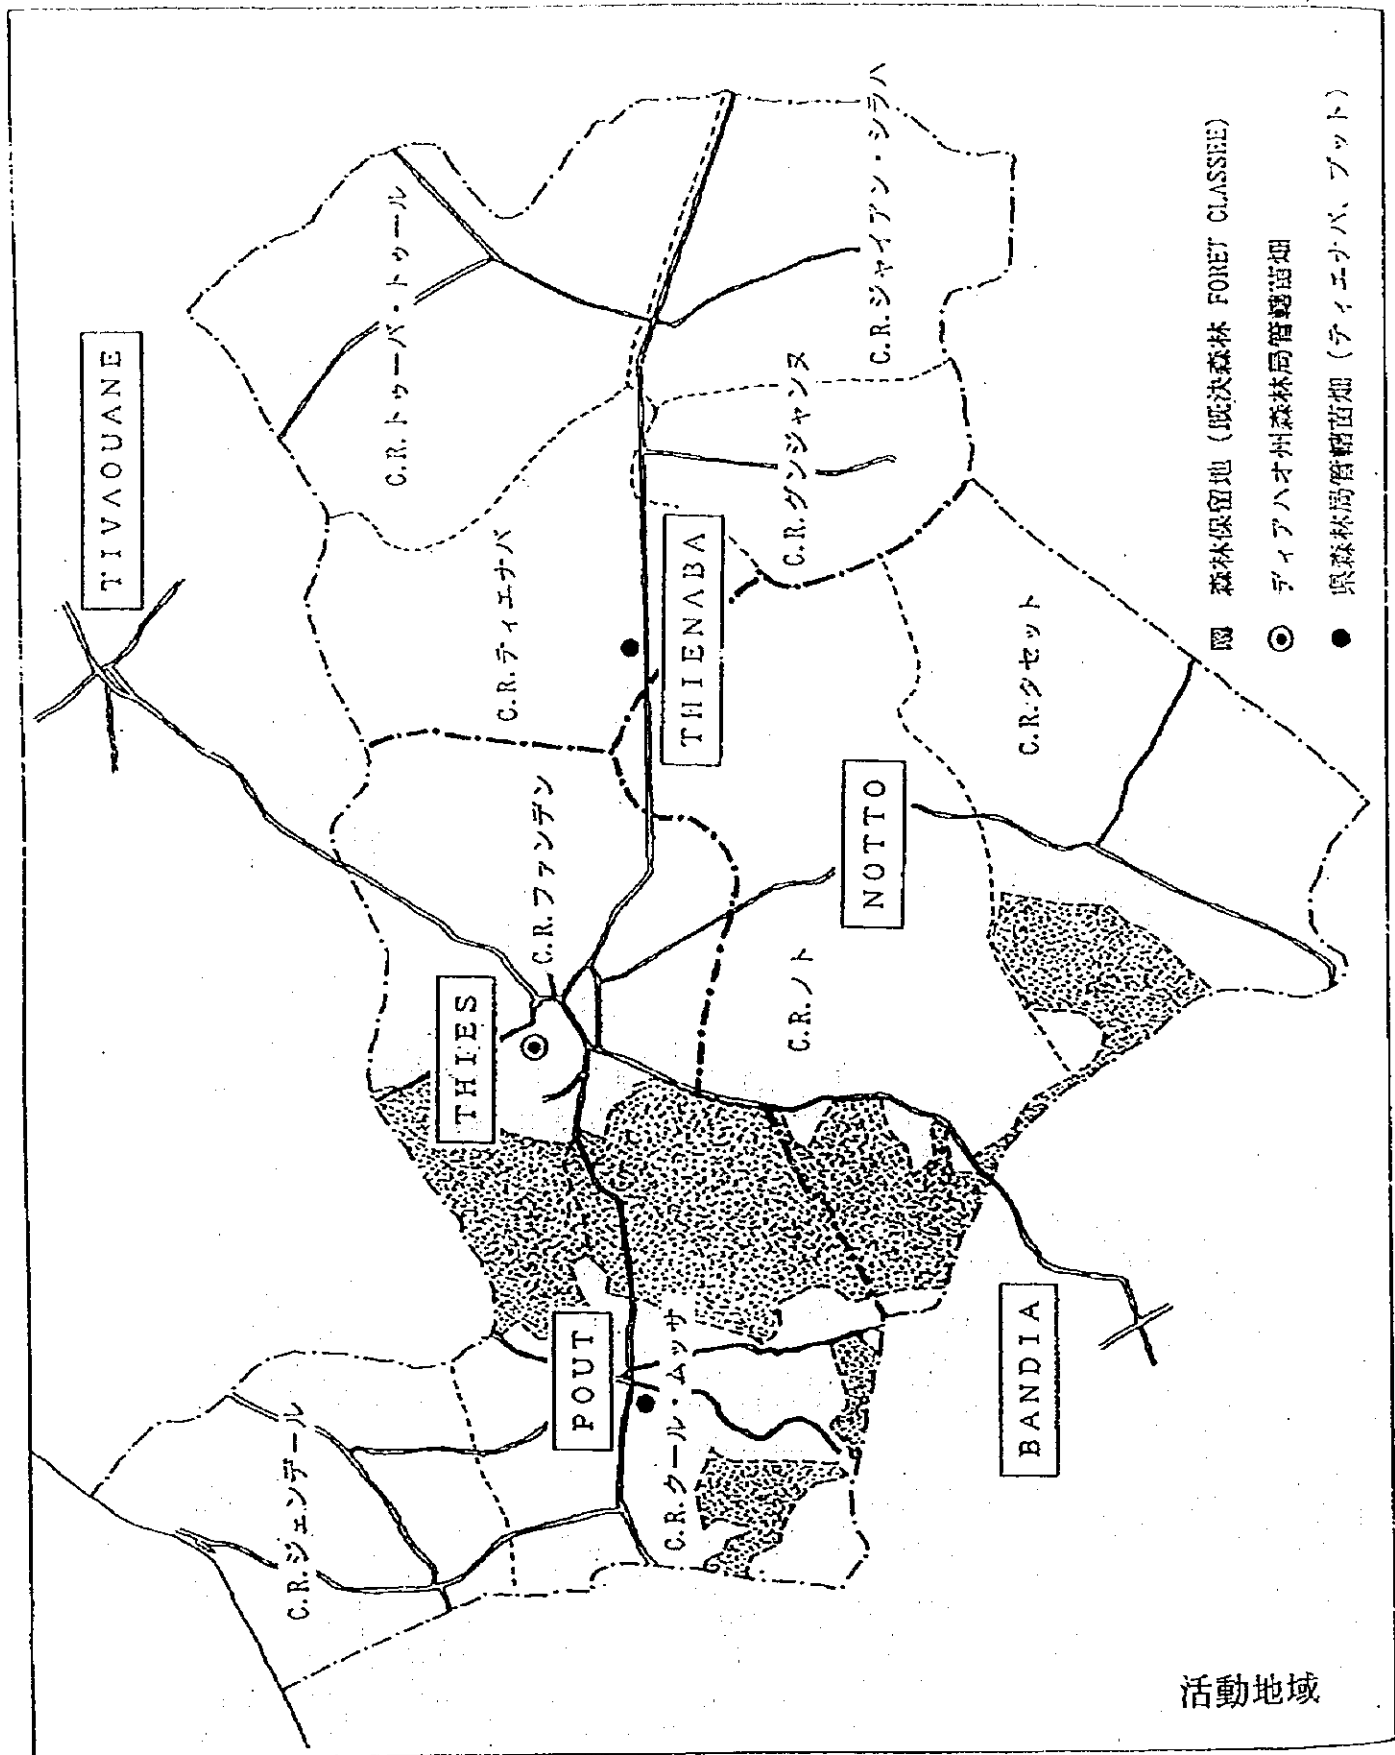 TIVAOUANE
C.R.トゥーバ・トゥール
C.R.ティエナバ
C.R.ジャイアン・シラハ
C.R.グンジャンヌ
THIENABA
C.R.ファンデン
THIES
NOTTO
C.R.タセット
C.R.ノト
POUT
C.R.ジェンデール
C.R.クール・ムッサ
BANDIA
森林保留地 (既決森林 FORET CLASSEE)
ディアハオ州森林局管轄苗畑
県森林局管轄苗畑 (ティエナバ、プット)
活動地域